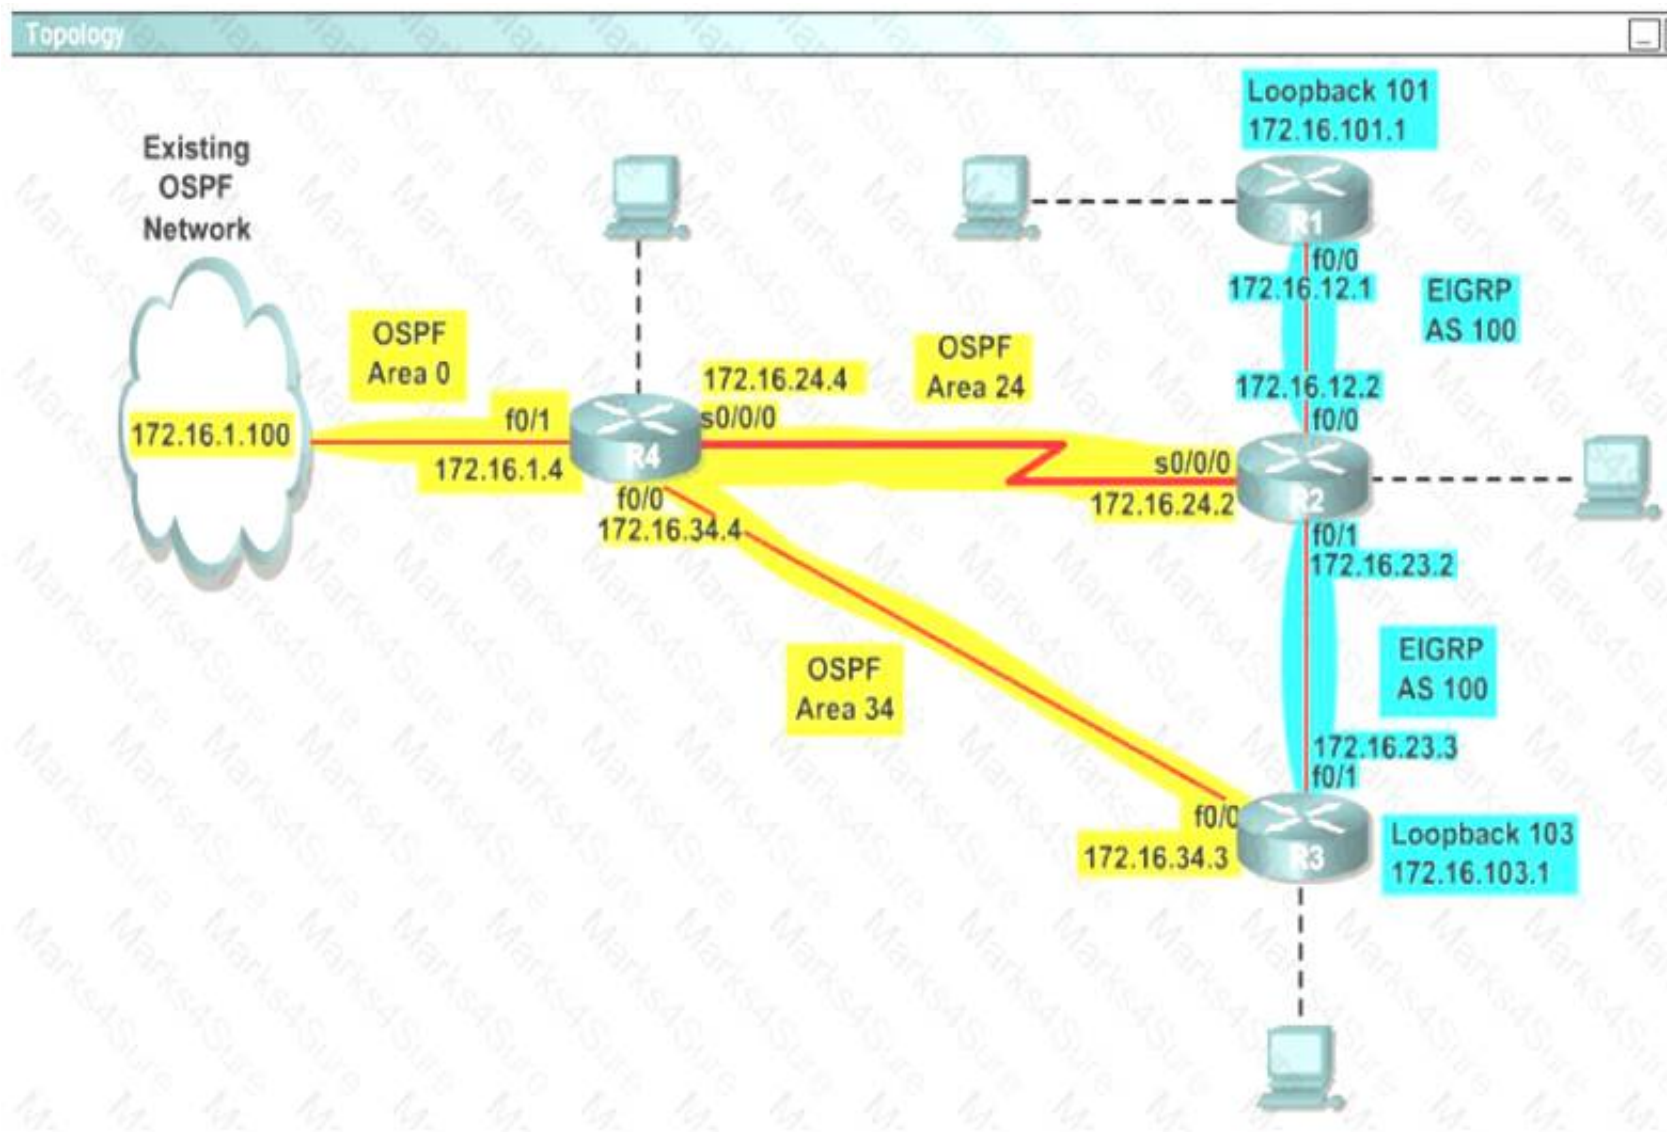 Topology
Loopback 101
172.16.101.1
Existing
OSPF
Network
R1
f0/0
172.16.12.1
EIGRP
AS 100
OSPF
Area 0
OSPF
Area 24
172.16.24.4
s0/0/0
172.16.12.2
f0/0
172.16.1.100
f0/1
172.16.1.4
R4
f0/0
172.16.34.4
s0/0/0
172.16.24.2
R2
f0/1
172.16.23.2
OSPF
Area 34
EIGRP
AS 100
172.16.23.3
f0/1
f0/0
172.16.34.3
R3
Loopback 103
172.16.103.1
Marks4Sure